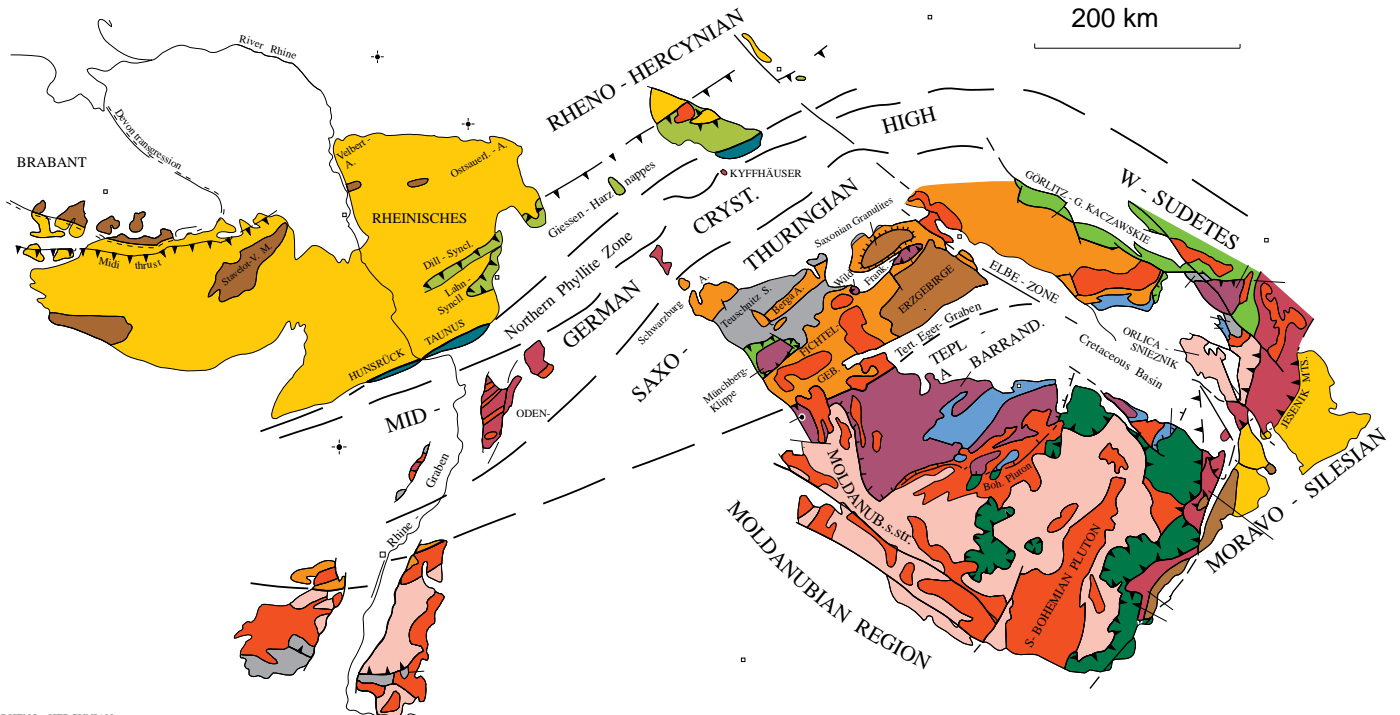 200 km
River Rhine
RHENO - HERCYNIAN
HIGH
Devon transgression
BRABANT
Velbert -
A.
Ostsauerl. - A.
KYFFHÄUSER
GÖRLITZ - G. KACZAWSKIE
W - SUDETES
RHEINISCHES
Giessen - Harz nappes
CRYST.
THURINGIAN
Saxonian Granulites
Midi thrust
Stavelot-V. M.
Dill - Syncl.
Lahn -
Syncll
Northern Phyllite Zone
GERMAN
Schwarzburg A.
Teuschnitz S.
Berga A.
Wild
Frank.
ERZGEBIRGE
ELBE - ZONE
HUNSRÜCK
TAUNUS
SAXO -
FICHTEL-
GEB.
Tert. Eger- Graben
TEPL -
A
BARRAND.
ORLICA -
SNIEZNIK
Cretaceous Basin
Münchberg-
Klippe
JESENIK MTS.
MID -
ODEN-
Rhine - Graben
MOLDANUB.s.str.
Boh. Pluton
MOLDANUBIAN REGION
S- BOHEMIAN PLUTON
MORAVO - SILESIAN